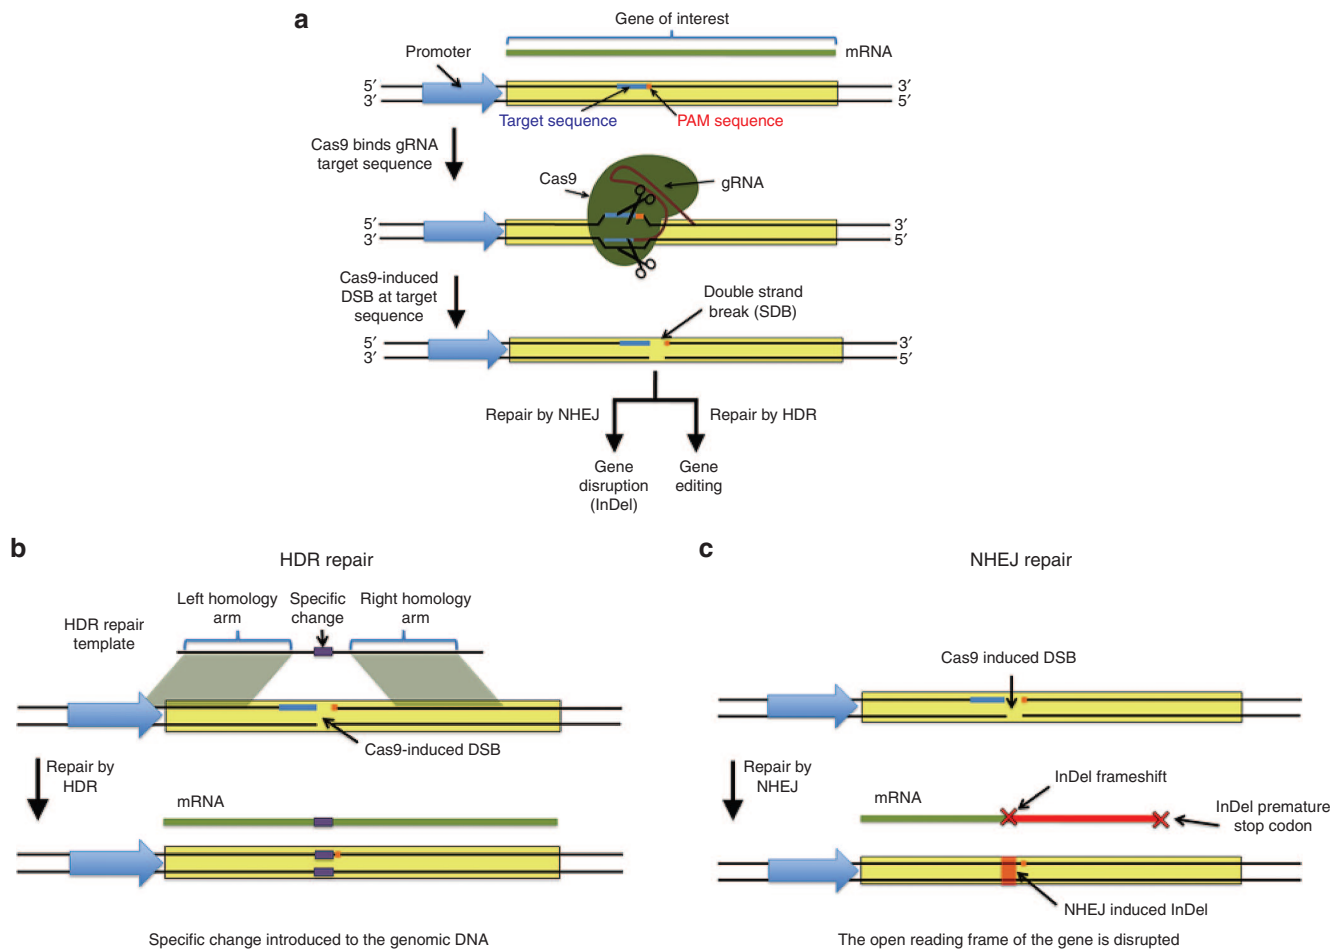 a
Gene of interest
Promoter
mRNA
5′
3′
3′
5′
Target sequence
PAM sequence
Cas9 binds gRNA
target sequence
Cas9
gRNA
5′
3′
3′
5′
Cas9-induced
DSB at target
sequence
Double strand
break (SDB)
5′
3′
3′
5′
Repair by NHEJ
Repair by HDR
Gene
disruption
(InDel)
Gene
editing
b
HDR repair
Left homology
arm
Specific
change
Right homology
arm
HDR repair
template
Cas9-induced DSB
Repair by
HDR
mRNA
Specific change introduced to the genomic DNA
c
NHEJ repair
Cas9 induced DSB
Repair by
NHEJ
InDel frameshift
mRNA
InDel premature
stop codon
NHEJ induced InDel
The open reading frame of the gene is disrupted